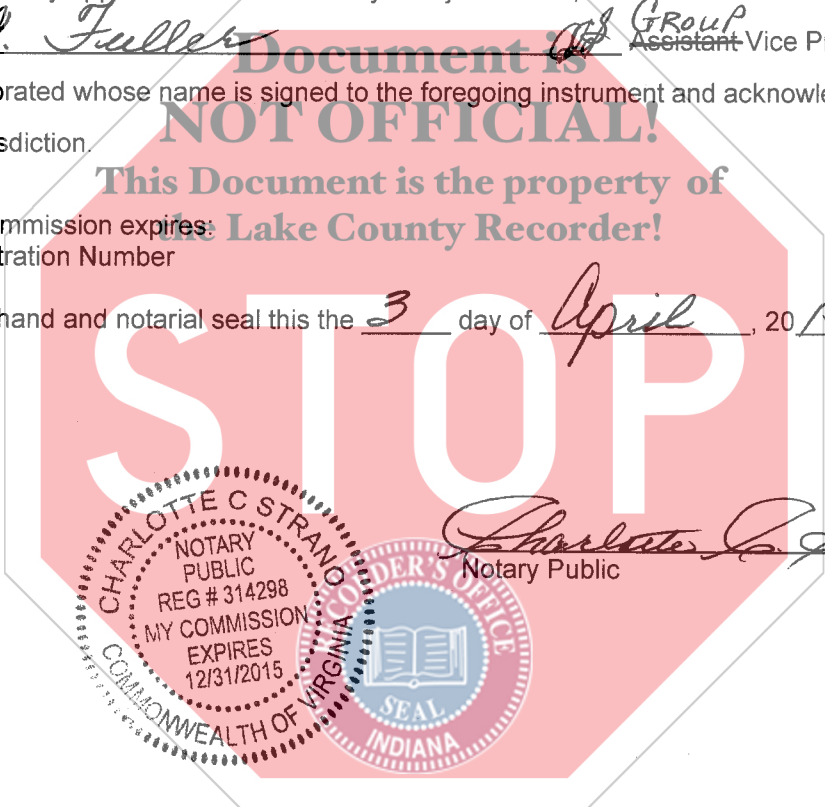 Fuller GROUP
Assistant Vice
Document is
orated whose name is signed to the foregoing instrument and acknowle
NOT OFFICIAL!
sdiction.
This Document is the property of
mmission expires:
the Lake County Recorder!
tration Number
hand and notarial seal this the 3 day of April, 20
STOP
CHARLOTTE C STRANO
NOTARY
PUBLIC
REG # 314298
MY COMMISSION
EXPIRES
12/31/2015
COMMONWEALTH OF VIRGINIA
Charlotte C.
Notary Public
RECORDER'S OFFICE
SEAL
INDIANA